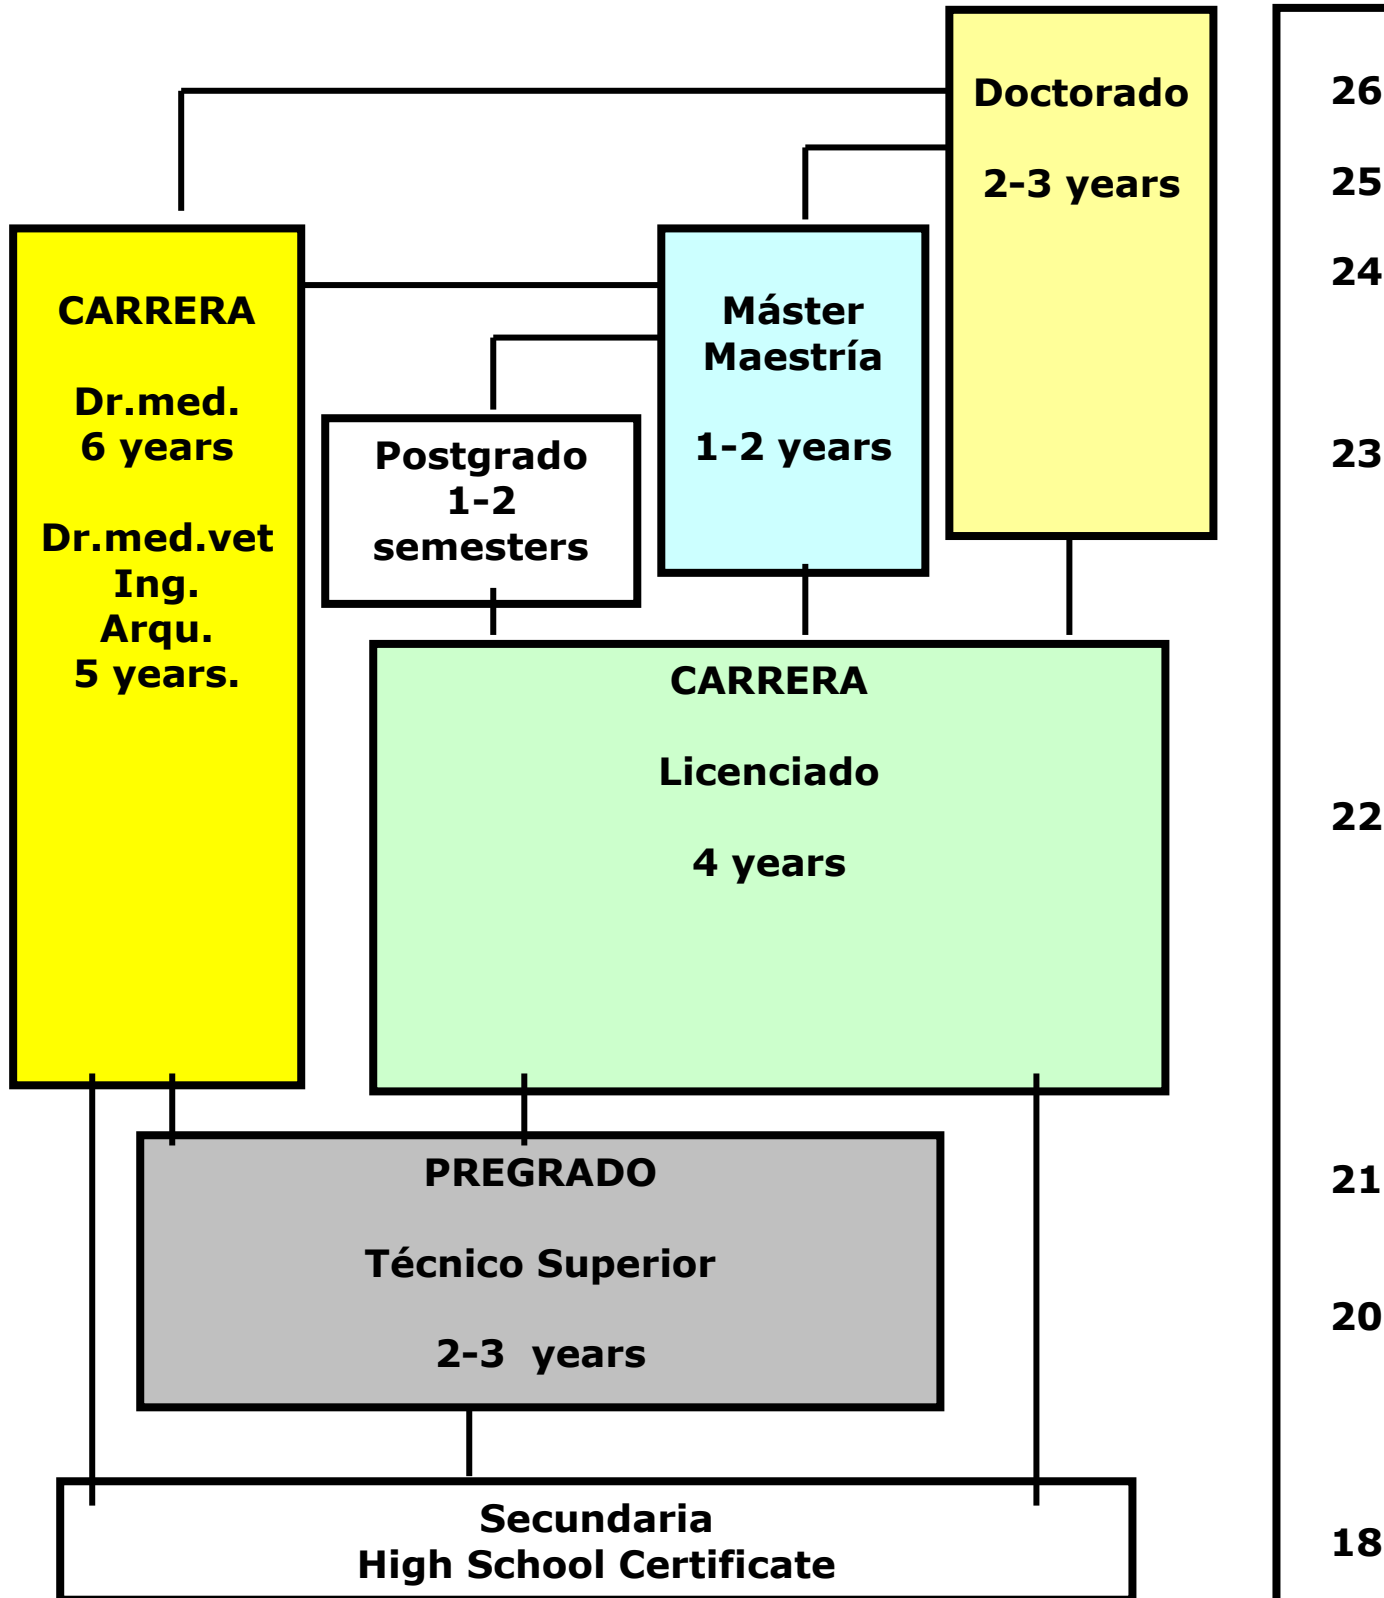 Doctorado
2-3 years
CARRERA
Dr.med.
6 years
Dr.med.vet
Ing.
Arqu.
5 years.
Máster
Maestría
1-2 years
Postgrado
1-2
semesters
CARRERA
Licenciado
4 years
PREGRADO
Técnico Superior
2-3 years
Secundaria
High School Certificate
26
25
24
23
22
21
20
18